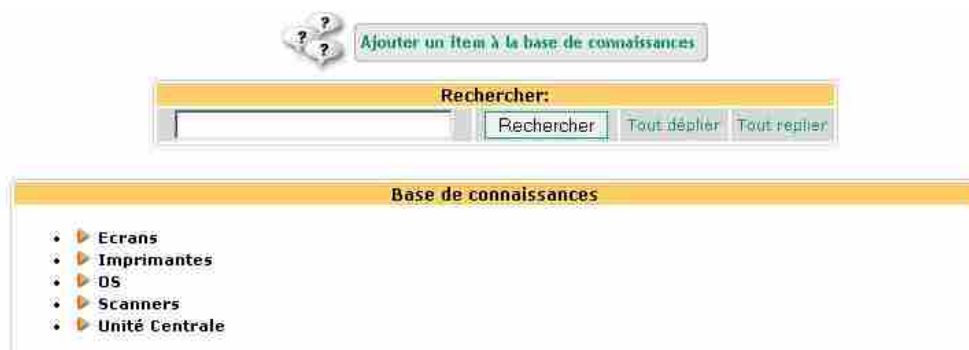 ? ? ?
Ajouter un item à la base de connaissances
Rechercher:
Rechercher Tout déplier Tout replier
Base de connaissances
Ecrans
Imprimantes
OS
Scanners
Unité Centrale